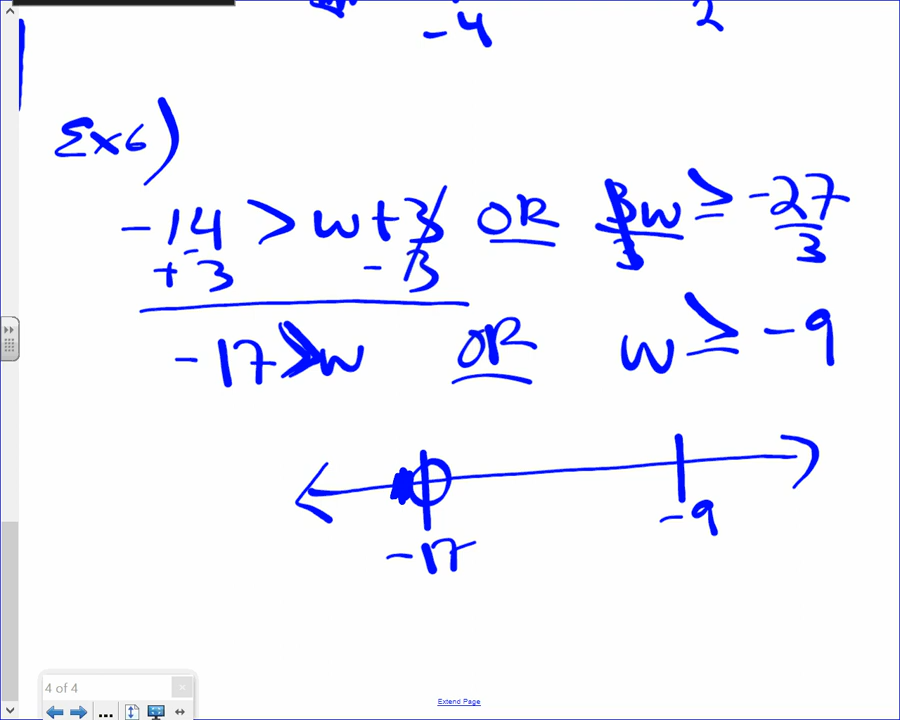 -4 2
Ex6)
-14 > w+3 OR 3w ≥ -27
+ -3 - 3 3 3
-17 > w OR w ≥ -9
-17 -9
4 of 4
...
Extend Page